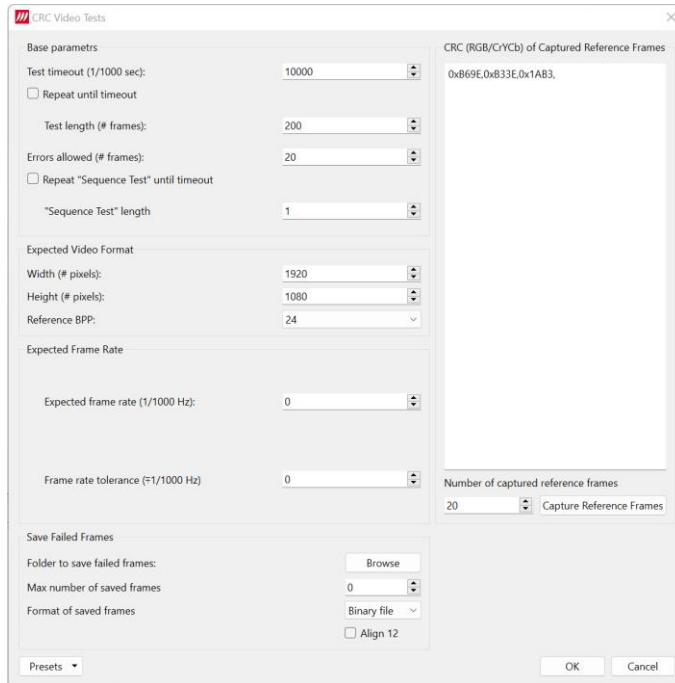 CRC Video Tests
Base parametrs
Test timeout (1/1000 sec): 10000
Repeat until timeout
Test length (# frames): 200
Errors allowed (# frames): 20
Repeat "Sequence Test" until timeout
"Sequence Test" length 1
Expected Video Format
Width (# pixels): 1920
Height (# pixels): 1080
Reference BPP: 24
Expected Frame Rate
Expected frame rate (1/1000 Hz): 0
Frame rate tolerance (∓1/1000 Hz) 0
Save Failed Frames
Folder to save failed frames: Browse
Max number of saved frames 0
Format of saved frames Binary file
Align 12
CRC (RGB/CrYCb) of Captured Reference Frames
0xB69E,0xB33E,0x1AB3,
Number of captured reference frames
20 Capture Reference Frames
Presets OK Cancel